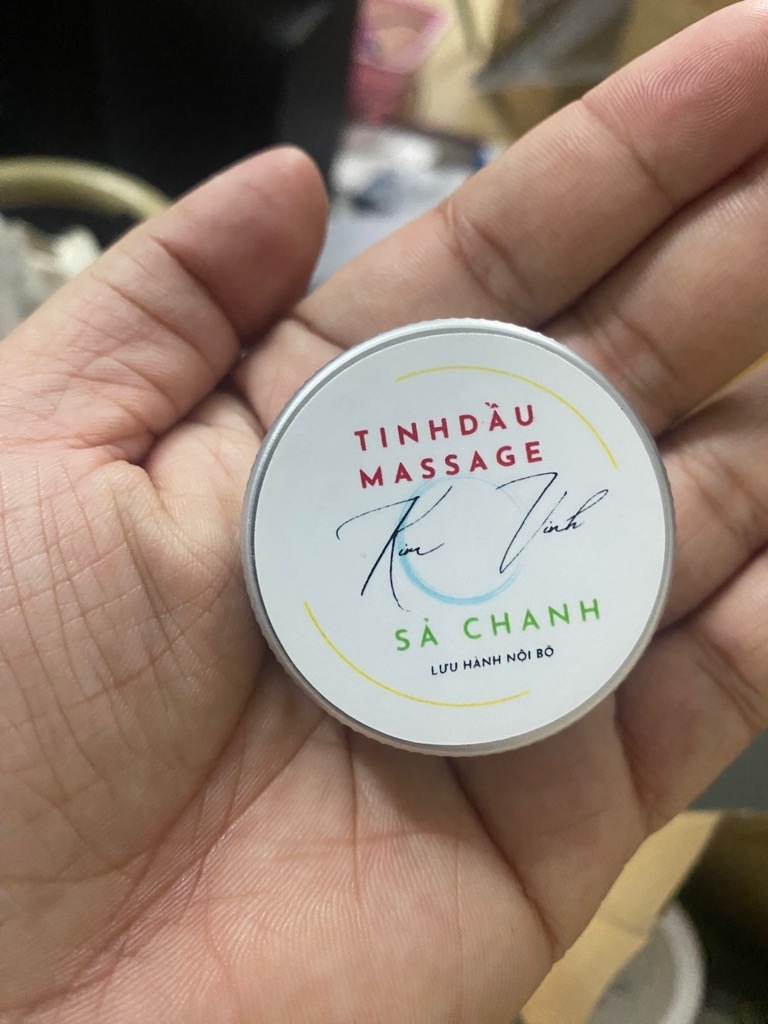 TINHDẦU
MASSAGE
Kim Vinh
SẢ CHANH
LƯU HÀNH NỘI BỘ